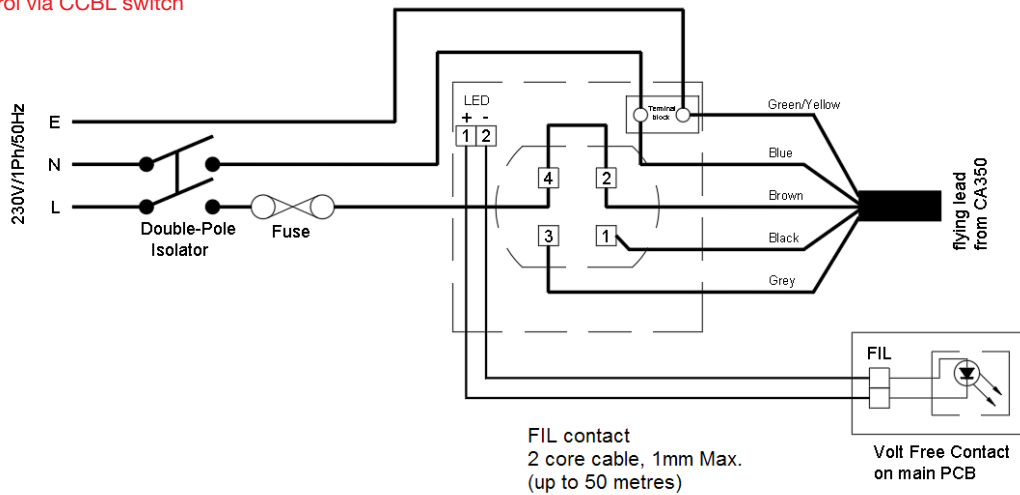 via CCBL switch
230V/1Ph/50Hz
E
N
L
Double-Pole
Isolator
Fuse
LED
+ -
1 2
Terminal
block
4 2
3 1
Green/Yellow
Blue
Brown
Black
Grey
flying lead
from CA350
FIL
FIL contact
2 core cable, 1mm Max.
(up to 50 metres)
Volt Free Contact
on main PCB